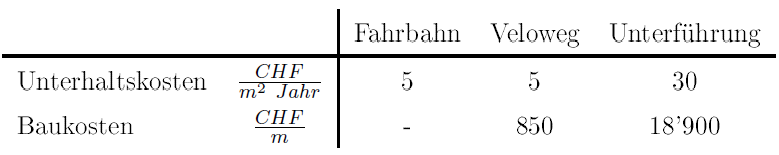 Fahrbahn Veloweg Unterführung
Unterhaltskosten CHF/m² Jahr 5 5 30
Baukosten CHF/m - 850 18'900